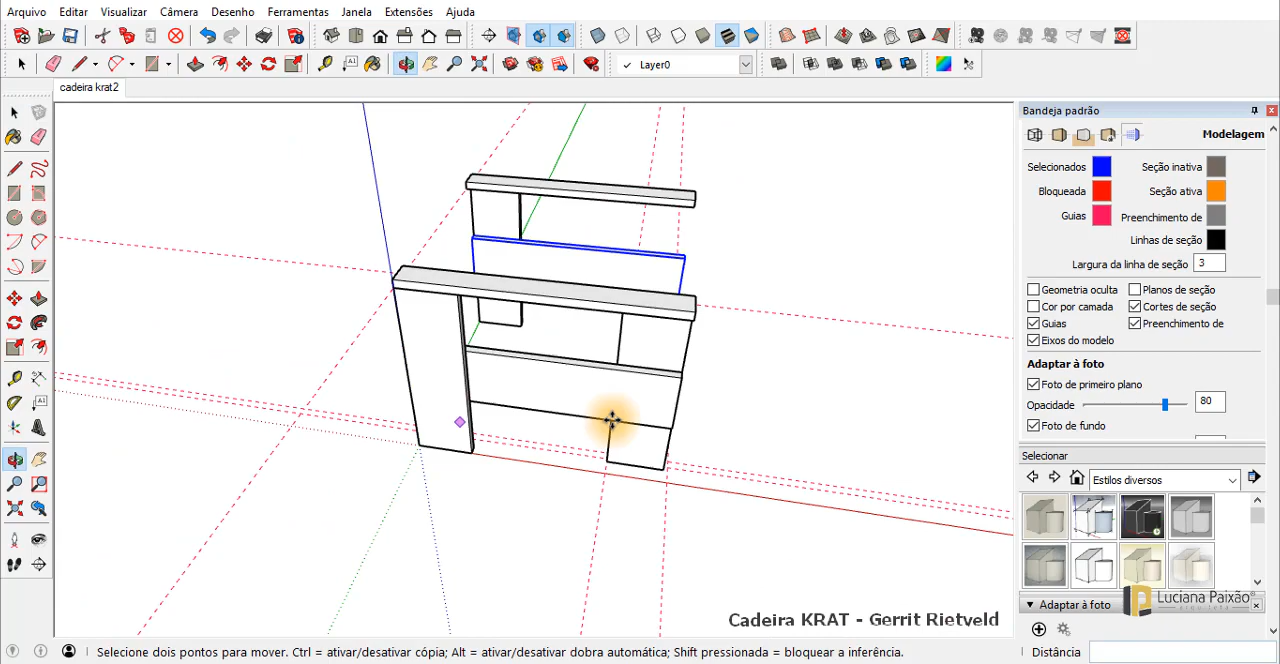 Arquivo Editar Visualizar Câmera Desenho Ferramentas Janela Extensões Ajuda
Layer0
cadeira krat2
Bandeja padrão
Modelagem
Selecionados Seção inativa
Bloqueada Seção ativa
Guias Preenchimento de
Linhas de seção
Largura da linha de seção 3
Geometria oculta Planos de seção
Cor por camada Cortes de seção
Guias Preenchimento de
Eixos do modelo
Adaptar à foto
Foto de primeiro plano
Opacidade 80
Foto de fundo
Selecionar
Estilos diversos
Adaptar à foto
Luciana Paixão®
arquiteta
Cadeira KRAT - Gerrit Rietveld
Selecione dois pontos para mover. Ctrl = ativar/desativar cópia; Alt = ativar/desativar dobra automática; Shift pressionada = bloquear a inferência.
Distância